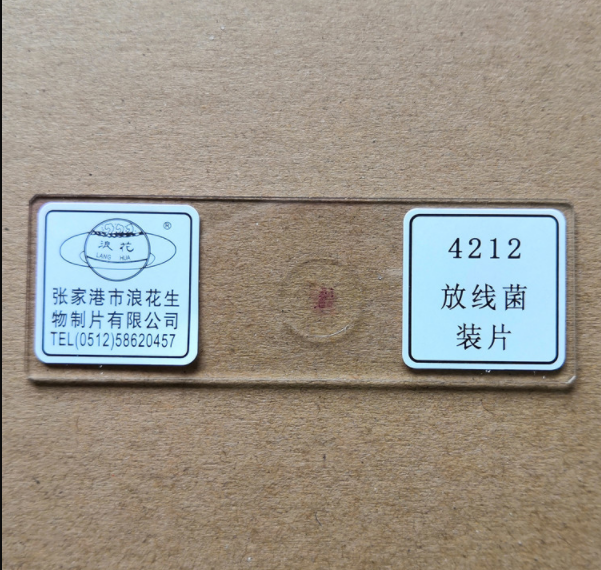 ®
浪花
LANG HUA
张家港市浪花生
物制片有限公司
TEL(0512)58620457
4212
放线菌
装片